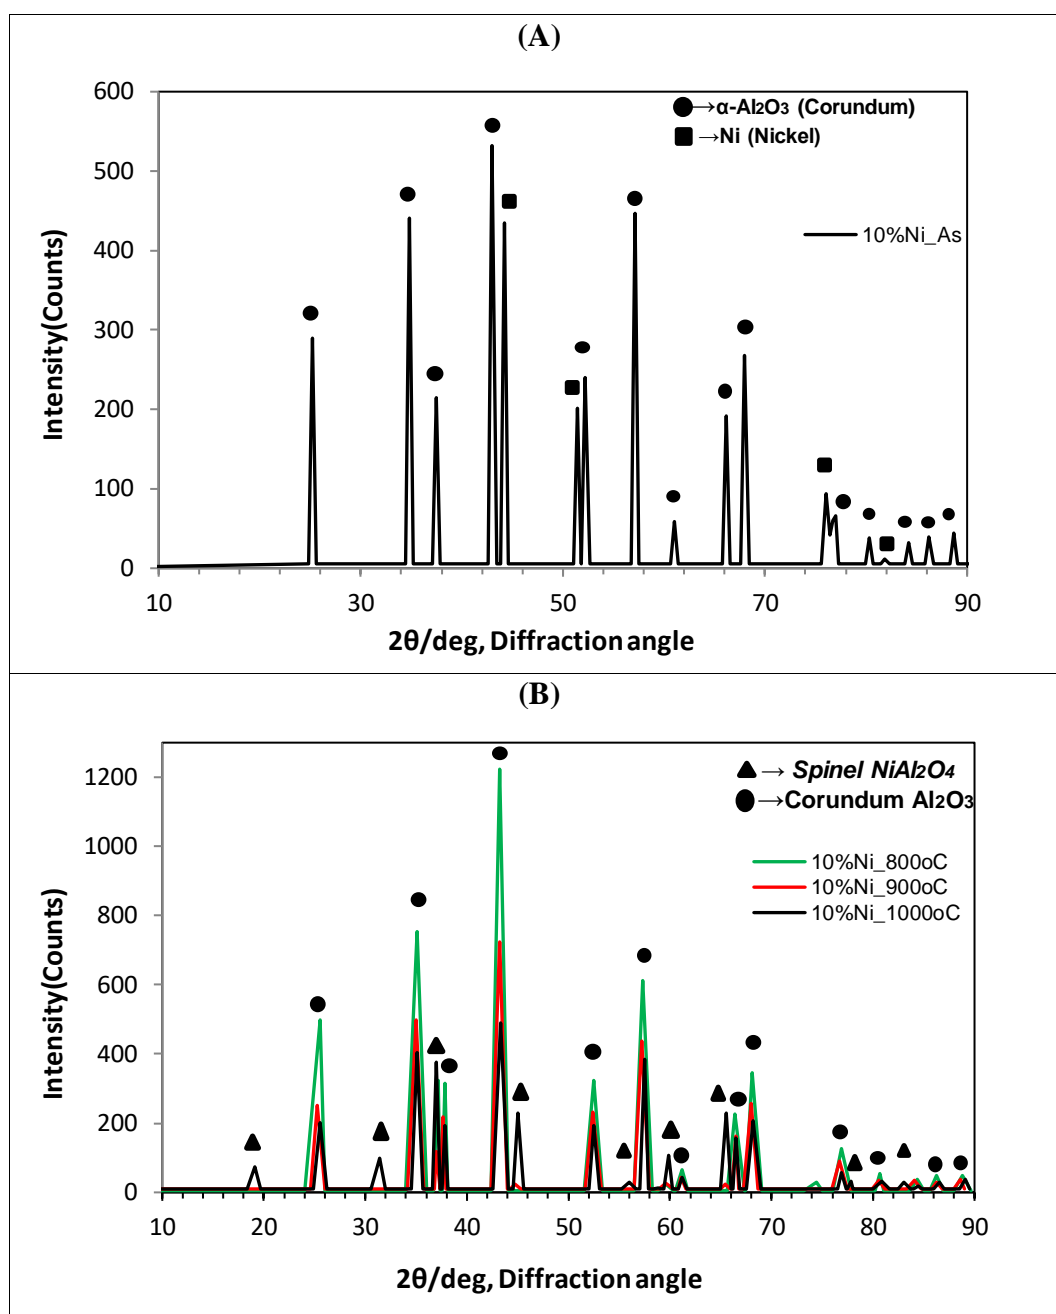 (A)
600
500
400
300
200
100
0
Intensity(Counts)
→α-Al2O3 (Corundum)
→Ni (Nickel)
10%Ni_As
10 30 50 70 90
2θ/deg, Diffraction angle
(B)
1200
1000
800
600
400
200
0
Intensity(Counts)
→ Spinel NiAl2O4
→Corundum Al2O3
10%Ni_800oC
10%Ni_900oC
10%Ni_1000oC
10 20 30 40 50 60 70 80 90
2θ/deg, Diffraction angle